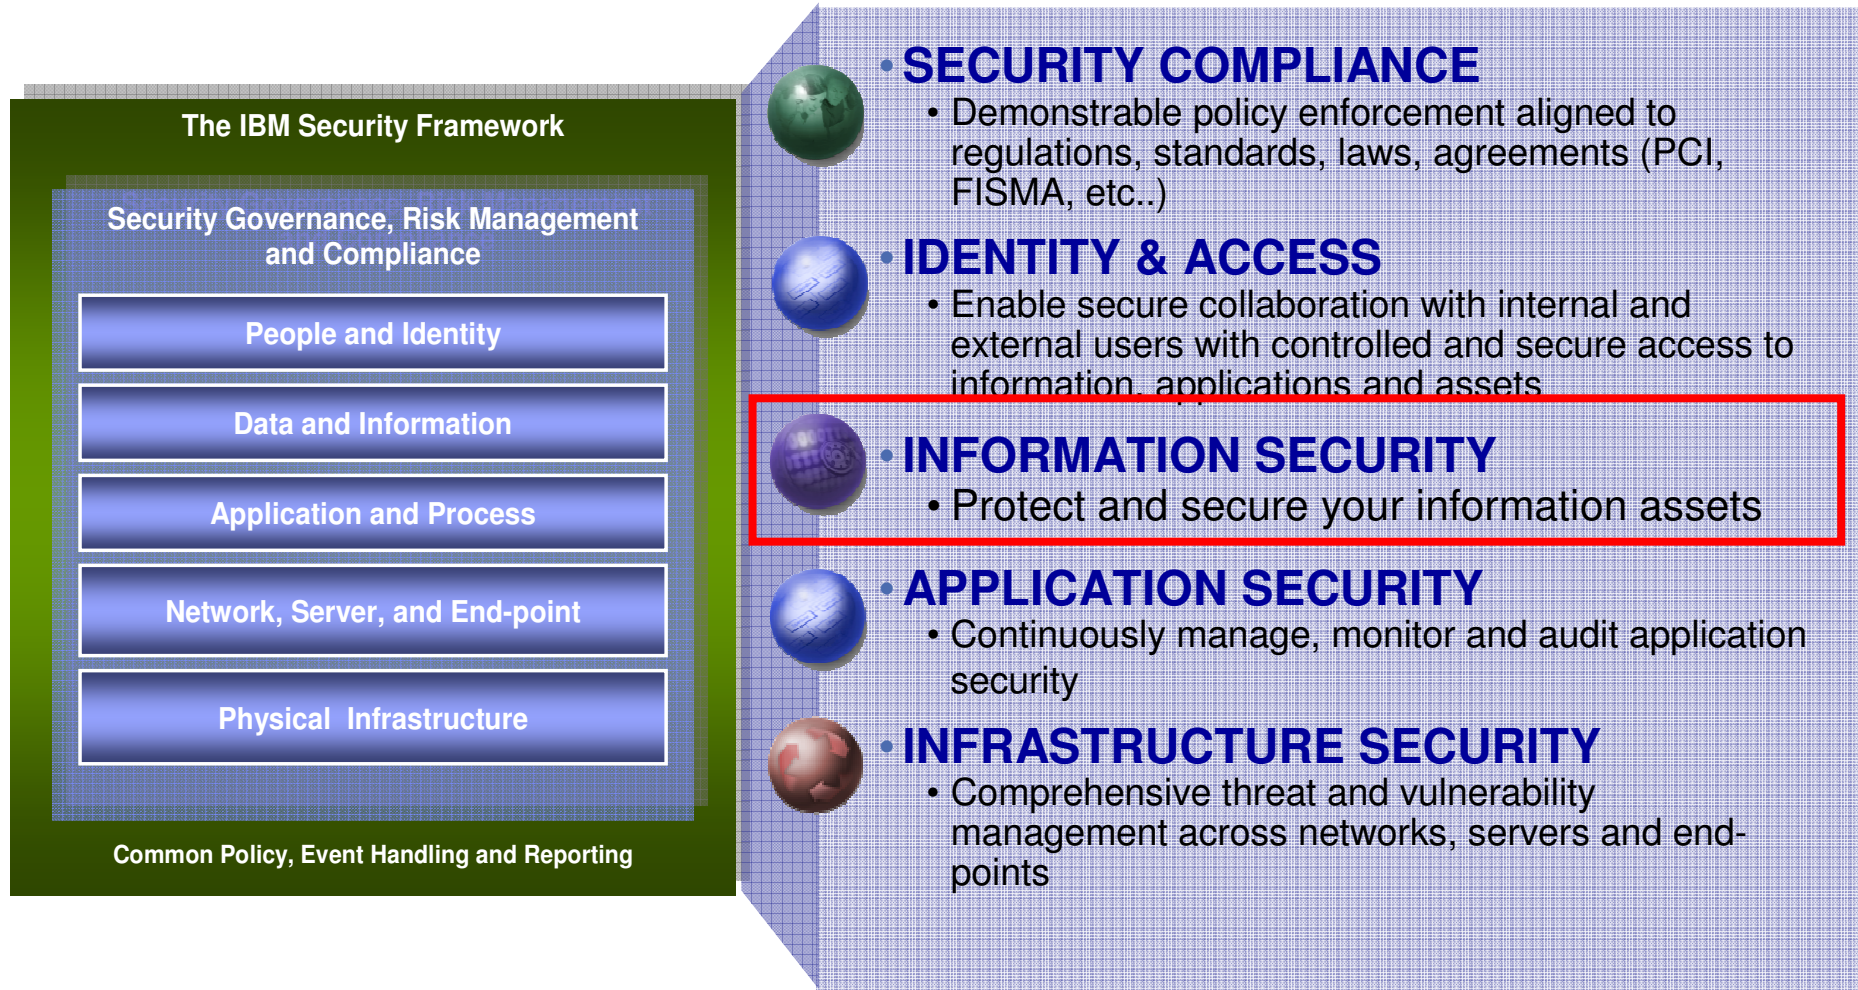 The IBM Security Framework
Security Governance, Risk Management
and Compliance
People and Identity
Data and Information
Application and Process
Network, Server, and End-point
Physical Infrastructure
Common Policy, Event Handling and Reporting
• SECURITY COMPLIANCE
• Demonstrable policy enforcement aligned to
regulations, standards, laws, agreements (PCI,
FISMA, etc..)
• IDENTITY & ACCESS
• Enable secure collaboration with internal and
external users with controlled and secure access to
information, applications and assets
• INFORMATION SECURITY
• Protect and secure your information assets
• APPLICATION SECURITY
• Continuously manage, monitor and audit application
security
• INFRASTRUCTURE SECURITY
• Comprehensive threat and vulnerability
management across networks, servers and end-
points